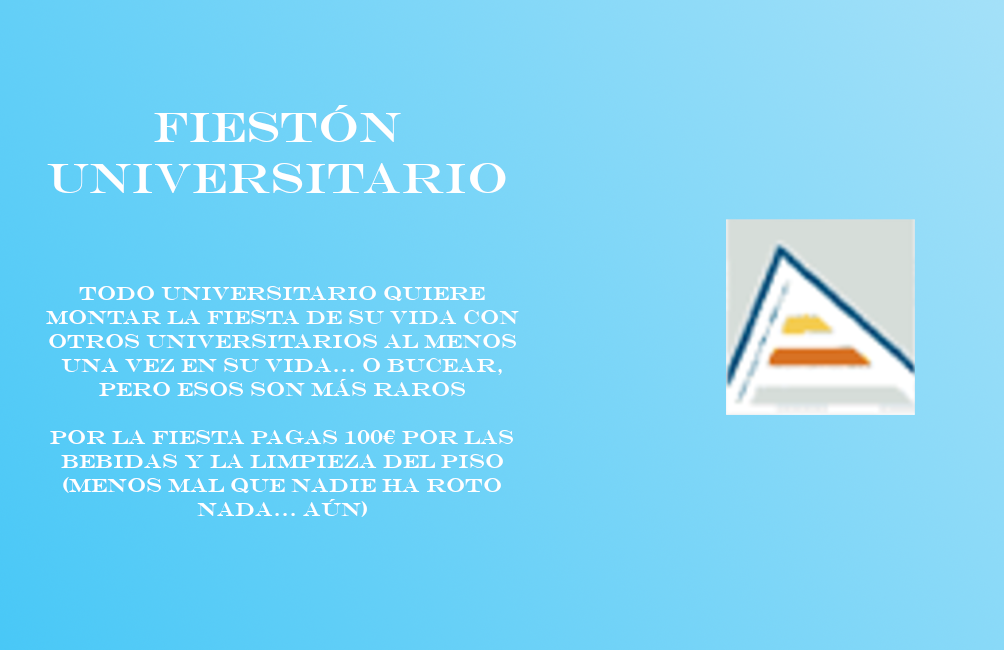 FIESTÓN
UNIVERSITARIO
TODO UNIVERSITARIO QUIERE
MONTAR LA FIESTA DE SU VIDA CON
OTROS UNIVERSITARIOS AL MENOS
UNA VEZ EN SU VIDA... O BUCEAR,
PERO ESOS SON MÁS RAROS
POR LA FIESTA PAGAS 100€ POR LAS
BEBIDAS Y LA LIMPIEZA DEL PISO
(MENOS MAL QUE NADIE HA ROTO
NADA... AÚN)